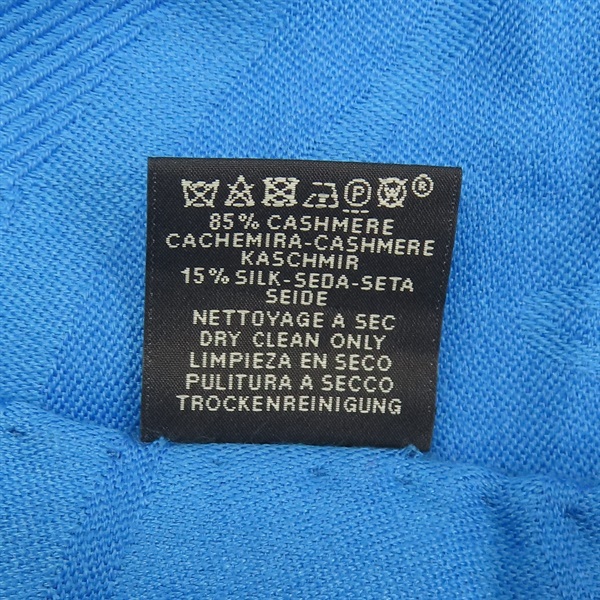 P ®
85% CASHMERE
CACHEMIRA-CASHMERE
KASCHMIR
15% SILK-SEDA-SETA
SEIDE
NETTOYAGE A SEC
DRY CLEAN ONLY
LIMPIEZA EN SECO
PULITURA A SECCO
TROCKENREINIGUNG